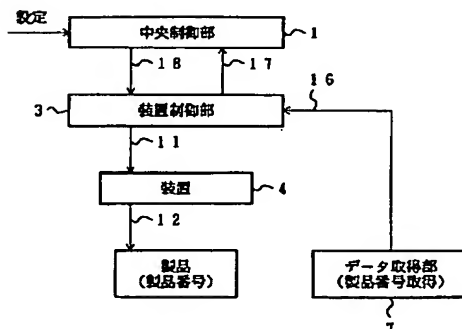 設定
中央制御部
1
18
17
16
3
装置制御部
11
装置
4
12
製品
(製品番号)
データ取得部
(製品番号取得)
7